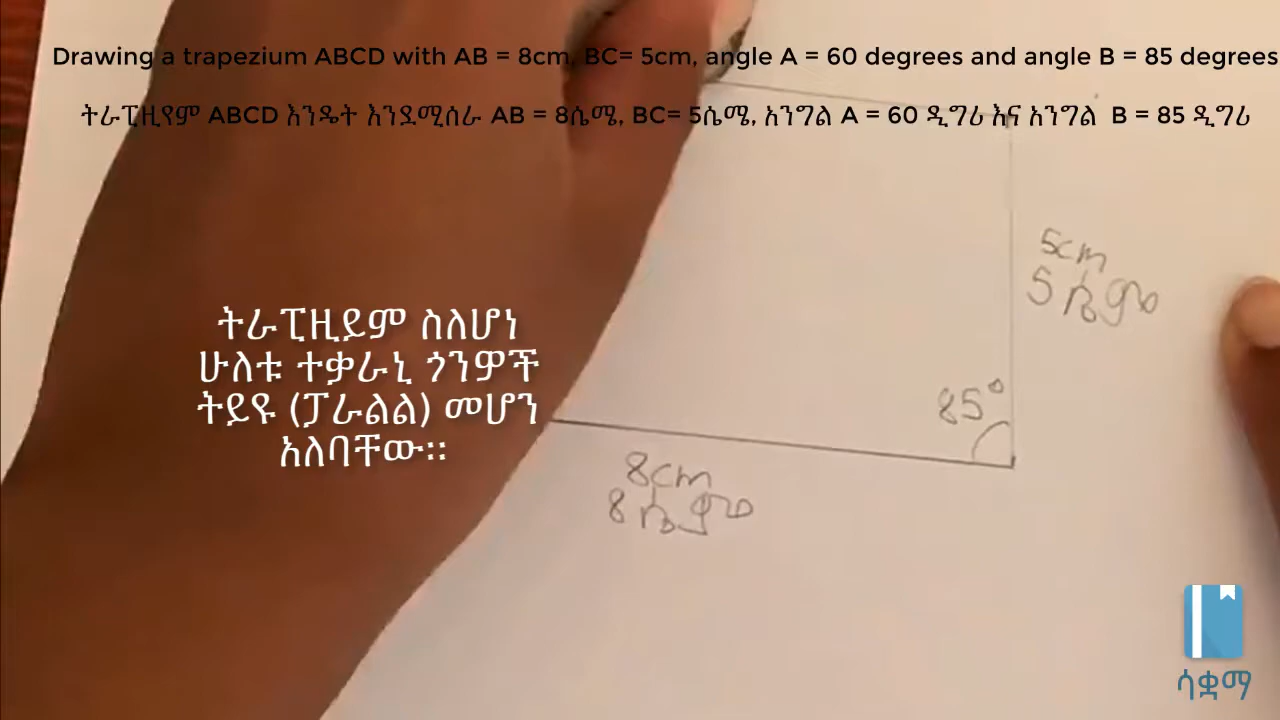 Drawing a trapezium ABCD with AB = 8cm, BC= 5cm, angle A = 60 degrees and angle B = 85 degrees
ትራፒዚየም ABCD እንዴት እንደሚሰራ AB = 8ሴሜ, BC= 5ሴሜ, አንግል A = 60 ዲግሪ እና አንግል B = 85 ዲግሪ
5cm
5 ሴሜ
ትራፒዚይም ስለሆነ
ሁለቱ ተቃራኒ ጎንዎች
ትይዩ (ፓራልል) መሆን
አለባቸው፡፡
85°
8cm
8 ሴሜ
ሳቋማ